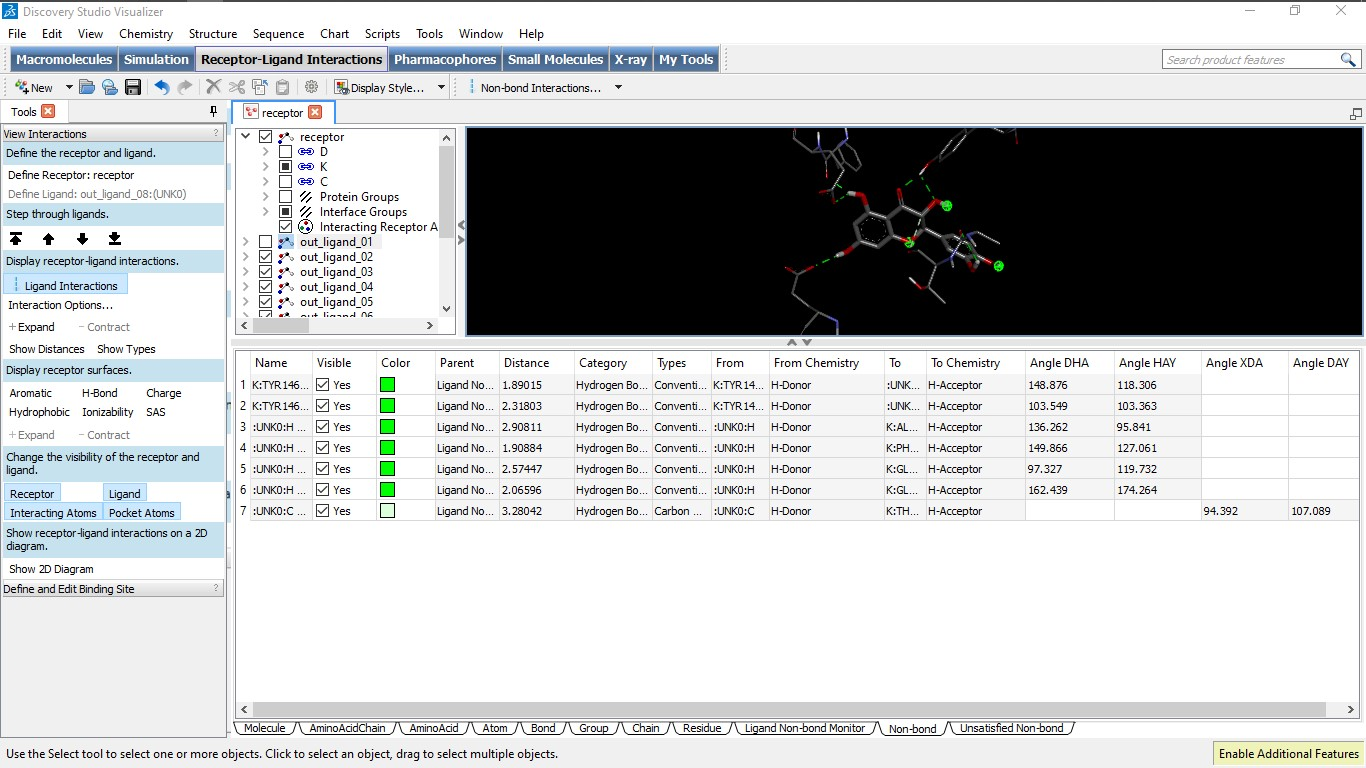 Discovery Studio Visualizer
File Edit View Chemistry Structure Sequence Chart Scripts Tools Window Help
Macromolecules Simulation Receptor-Ligand Interactions Pharmacophores Small Molecules X-ray My Tools Search product features
New Display Style... Non-bond Interactions...
Tools receptor
View Interactions ?
Define the receptor and ligand.
Define Receptor: receptor
Define Ligand: out_ligand_08:(UNK0)
Step through ligands.
Display receptor-ligand interactions.
Ligand Interactions
Interaction Options...
+ Expand - Contract
Show Distances Show Types
Display receptor surfaces.
Aromatic H-Bond Charge
Hydrophobic Ionizability SAS
+ Expand - Contract
Change the visibility of the receptor and
ligand.
Receptor Ligand
Interacting Atoms Pocket Atoms
Show receptor-ligand interactions on a 2D
diagram.
Show 2D Diagram
Define and Edit Binding Site ?
receptor
D
K
C
Protein Groups
Interface Groups
Interacting Receptor A
out_ligand_01
out_ligand_02
out_ligand_03
out_ligand_04
out_ligand_05
Name Visible Color Parent Distance Category Types From From Chemistry To To Chemistry Angle DHA Angle HAY Angle XDA Angle DAY
1 K:TYR146... Yes Ligand No... 1.89015 Hydrogen Bo... Conventi... K:TYR14... H-Donor :UNK... H-Acceptor 148.876 118.306
2 K:TYR146... Yes Ligand No... 2.31803 Hydrogen Bo... Conventi... K:TYR14... H-Donor :UNK... H-Acceptor 103.549 103.363
3 :UNK0:H ... Yes Ligand No... 2.90811 Hydrogen Bo... Conventi... :UNK0:H H-Donor K:AL... H-Acceptor 136.262 95.841
4 :UNK0:H ... Yes Ligand No... 1.90884 Hydrogen Bo... Conventi... :UNK0:H H-Donor K:PH... H-Acceptor 149.866 127.061
5 :UNK0:H ... Yes Ligand No... 2.57447 Hydrogen Bo... Conventi... :UNK0:H H-Donor K:GL... H-Acceptor 97.327 119.732
6 :UNK0:H ... Yes Ligand No... 2.06596 Hydrogen Bo... Conventi... :UNK0:H H-Donor K:GL... H-Acceptor 162.439 174.264
7 :UNK0:C ... Yes Ligand No... 3.28042 Hydrogen Bo... Carbon ... :UNK0:C H-Donor K:TH... H-Acceptor 94.392 107.089
Molecule AminoAcidChain AminoAcid Atom Bond Group Chain Residue Ligand Non-bond Monitor Non-bond Unsatisfied Non-bond
Use the Select tool to select one or more objects. Click to select an object, drag to select multiple objects. Enable Additional Features